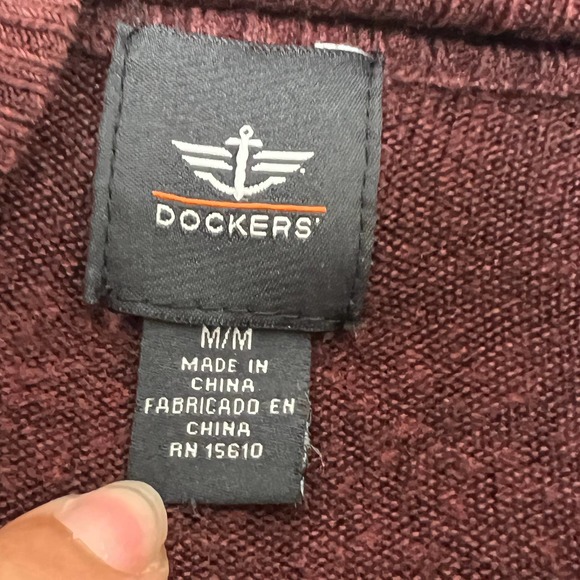 DOCKERS
M/M
MADE IN
CHINA
FABRICADO EN
CHINA
RN 15610